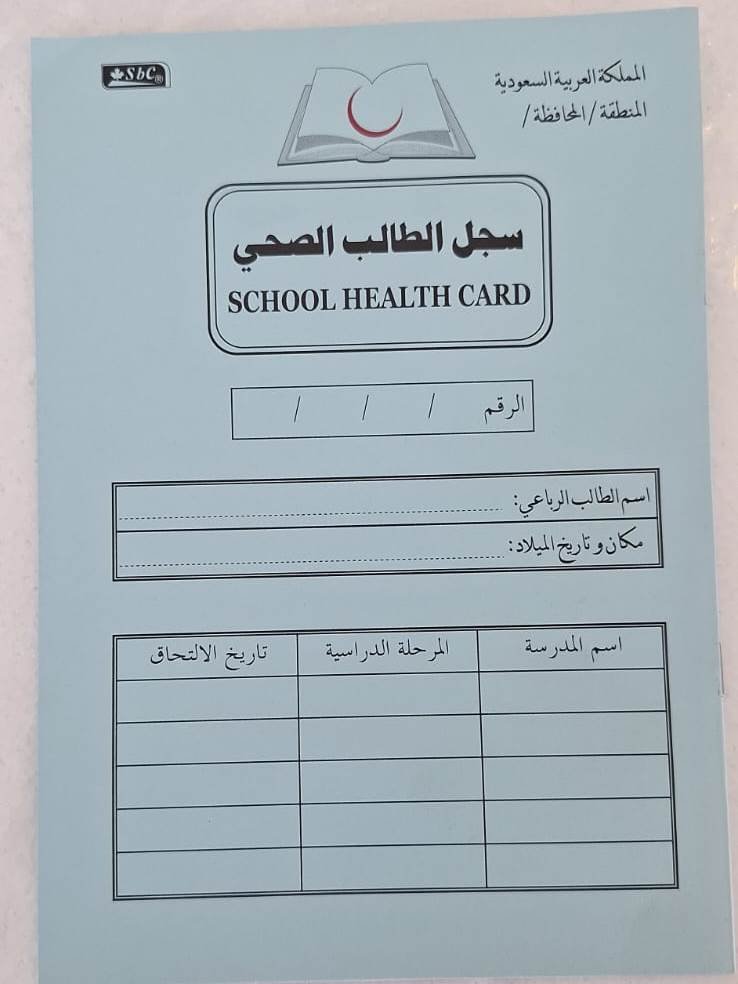 المملكة العربية السعودية
SbC®
المنطقة / المحافظة /
سجل الطالب الصحي
SCHOOL HEALTH CARD
الرقم / / /
اسم الطالب الرباعي:
مكان و تاريخ الميلاد:
اسم المدرسة المرحلة الدراسية تاريخ الالتحاق